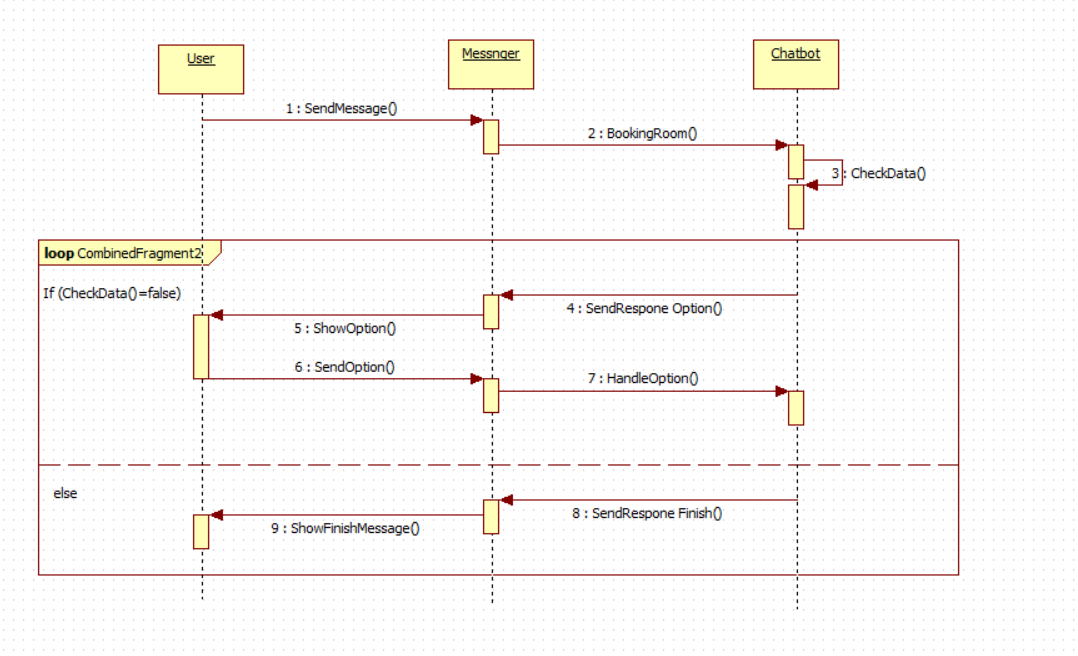 User
Messnger
Chatbot
1 : SendMessage()
2 : BookingRoom()
3 : CheckData()
loop CombinedFragment2
If (CheckData()=false)
4 : SendRespone Option()
5 : ShowOption()
6 : SendOption()
7 : HandleOption()
else
8 : SendRespone Finish()
9 : ShowFinishMessage()